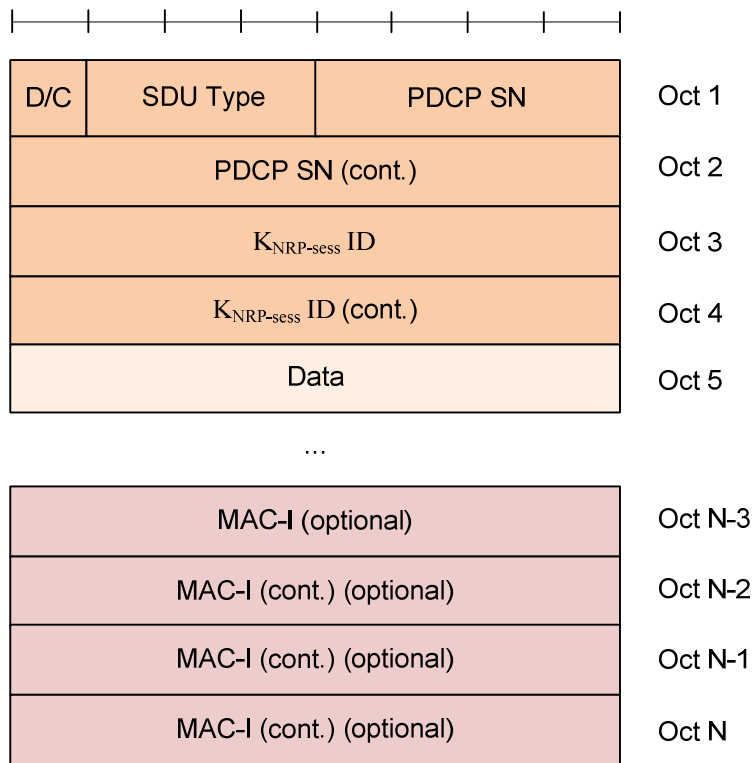 D/C SDU Type PDCP SN Oct 1
PDCP SN (cont.) Oct 2
KNRP-sess ID Oct 3
KNRP-sess ID (cont.) Oct 4
Data Oct 5
...
MAC-I (optional) Oct N-3
MAC-I (cont.) (optional) Oct N-2
MAC-I (cont.) (optional) Oct N-1
MAC-I (cont.) (optional) Oct N